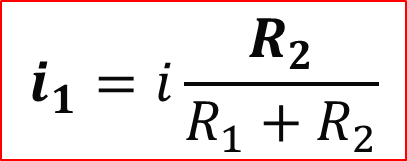 i₁ = i R₂ / (R₁ + R₂)